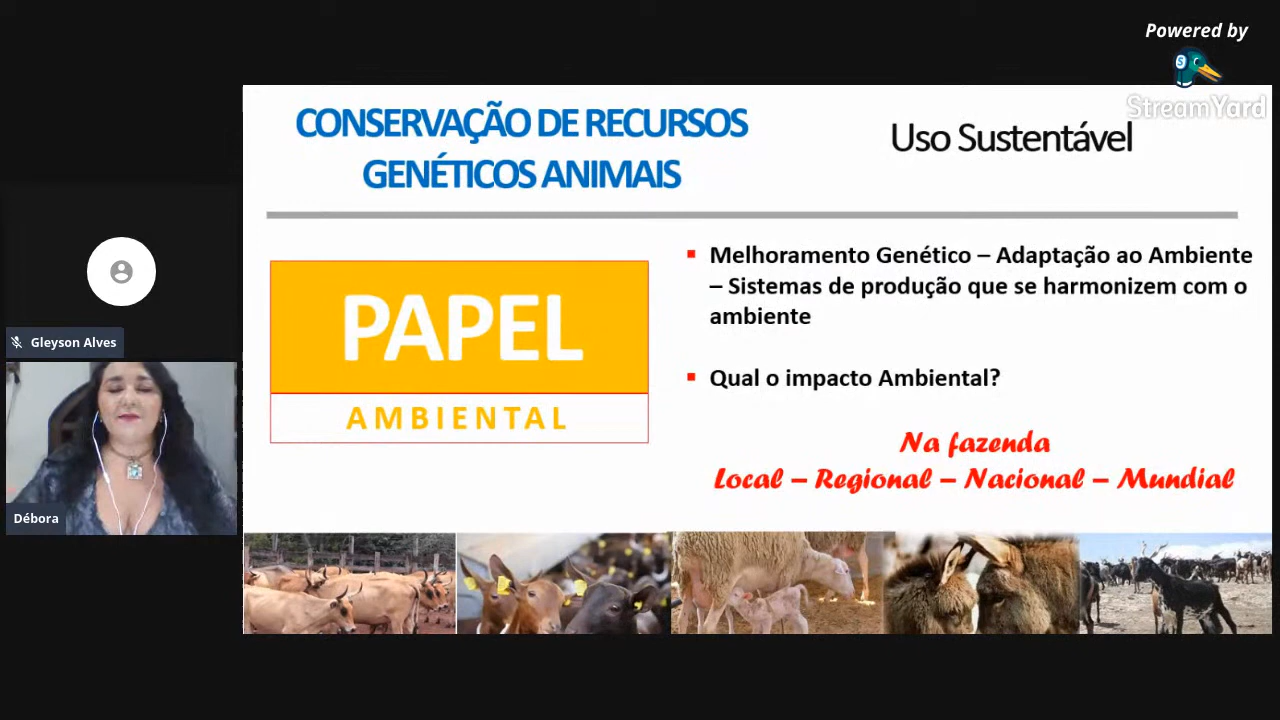 Powered by
StreamYard
CONSERVAÇÃO DE RECURSOS
GENÉTICOS ANIMAIS
Uso Sustentável
PAPEL
AMBIENTAL
Melhoramento Genético – Adaptação ao Ambiente
– Sistemas de produção que se harmonizem com o
ambiente
Qual o impacto Ambiental?
Na fazenda
Local – Regional – Nacional – Mundial
Gleyson Alves
Débora